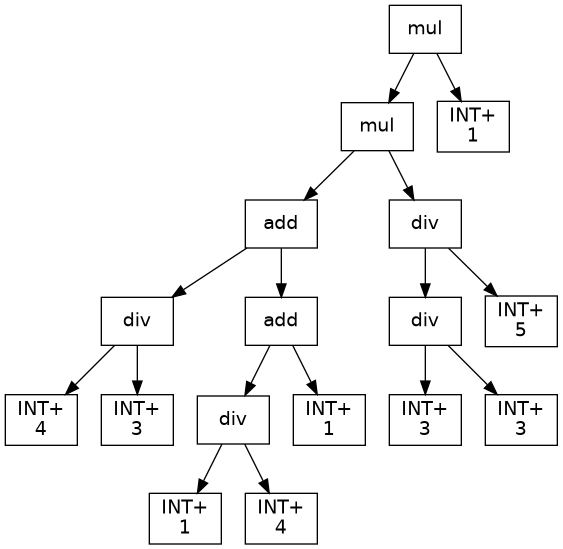 mul
mul
INT+
1
add
div
div
add
div
INT+
5
INT+
4
INT+
3
div
INT+
1
INT+
3
INT+
3
INT+
1
INT+
4